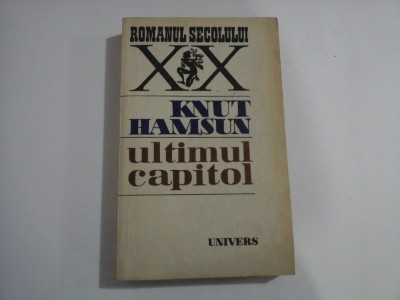 ROMANUL SECOLULUI
XX
KNUT
HAMSUN
ultimul
capitol
UNIVERS